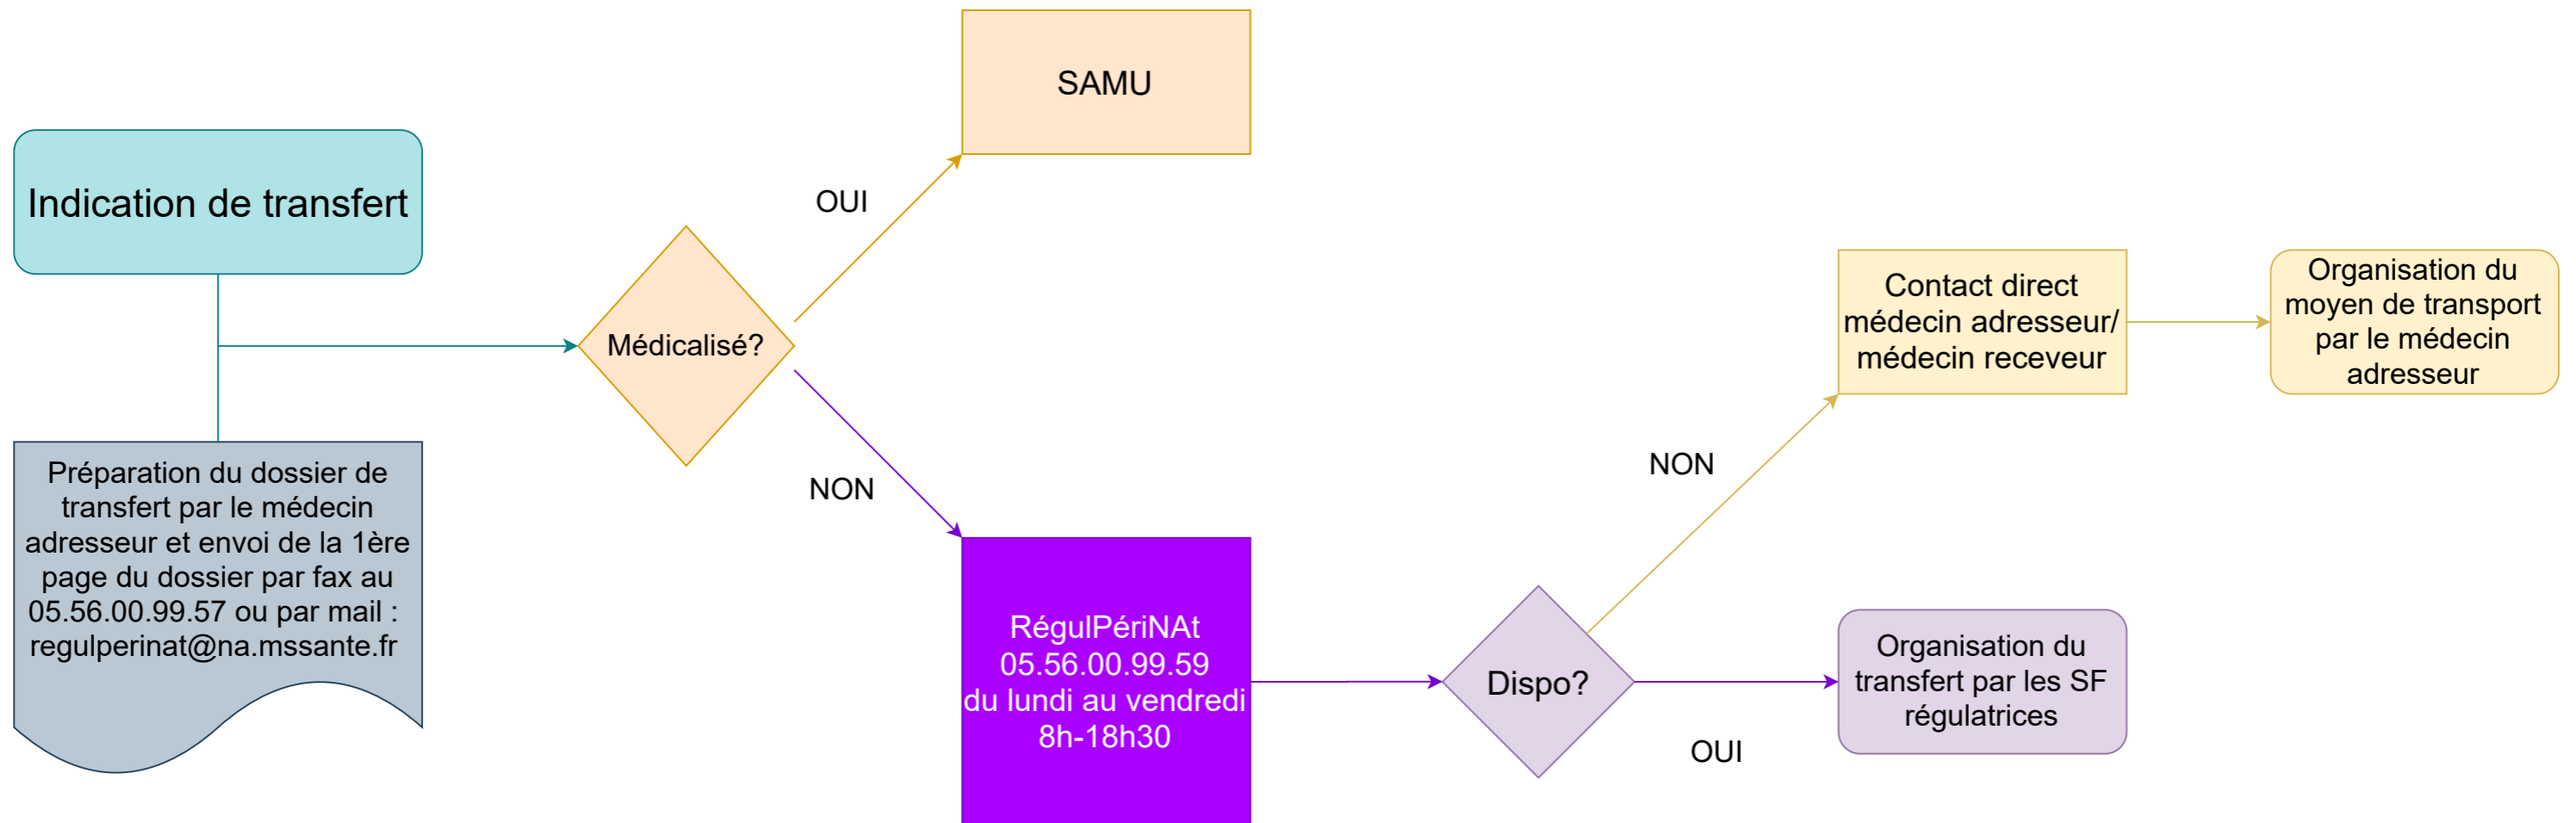 SAMU
Indication de transfert
OUI
Médicalisé?
NON
Préparation du dossier de
transfert par le médecin
adresseur et envoi de la 1ère
page du dossier par fax au
05.56.00.99.57 ou par mail :
regulperinat@na.mssante.fr
RégulPériNAt
05.56.00.99.59
du lundi au vendredi
8h-18h30
Dispo?
NON
Contact direct
médecin adresseur/
médecin receveur
Organisation du
moyen de transport
par le médecin
adresseur
OUI
Organisation du
transfert par les SF
régulatrices